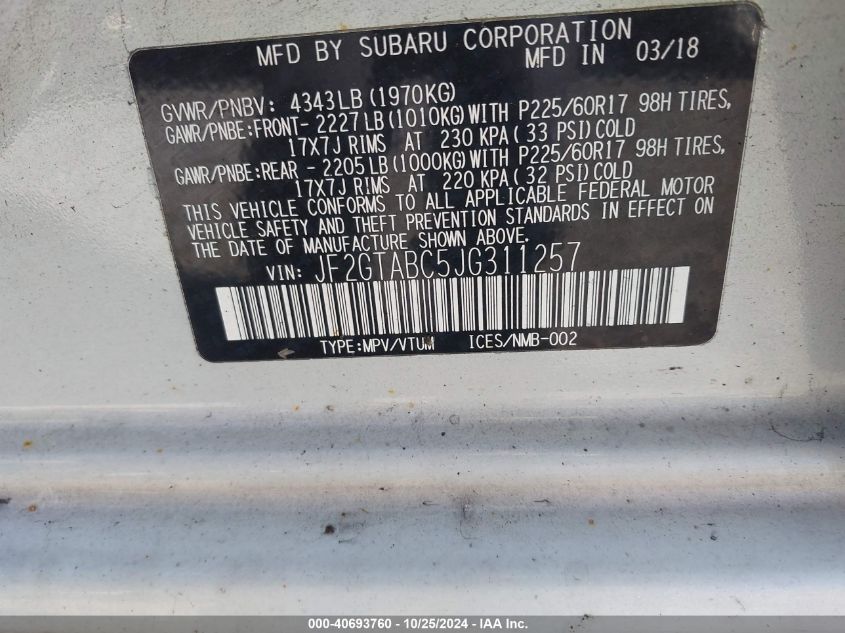 MFD BY SUBARU CORPORATION
MFD IN 03/18
GVWR/PNBV: 4343LB(1970KG)
GAWR/PNBE:FRONT-2227LB(1010KG)WITH P225/60R17 98H TIRES,
17X7J RIMS AT 230 KPA(33 PSI)COLD
GAWR/PNBE:REAR -2205LB(1000KG)WITH P225/60R17 98H TIRES,
17X7J RIMS AT 220 KPA(32 PSI)COLD
THIS VEHICLE CONFORMS TO ALL APPLICABLE FEDERAL MOTOR
VEHICLE SAFETY AND THEFT PREVENTION STANDARDS IN EFFECT ON
THE DATE OF MANUFACTURE SHOWN ABOVE.
VIN: JF2GTABC5JG311257
TYPE:MPV/VTUM ICES/NMB-002
000-40693760 - 10/25/2024 - IAA Inc.